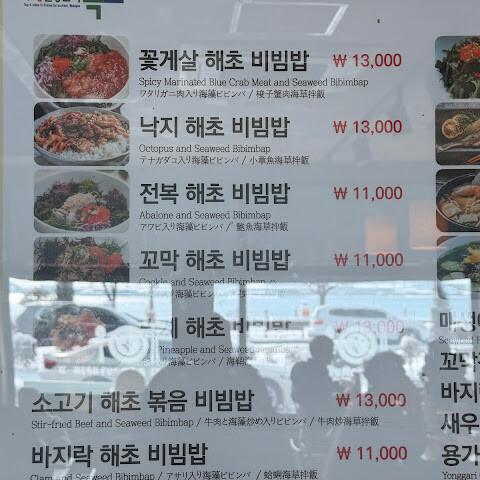 꽃게살 해초 비빔밥 ₩ 13,000
Spicy Marinated Blue Crab Meat and Seaweed Bibimbap
ワタリガニ肉入り海藻ビビンバ / 梭子蟹肉海草拌飯
낙지 해초 비빔밥 ₩ 13,000
Octopus and Seaweed Bibimbap
テナガダコ入り海藻ビビンバ / 小章魚海草拌飯
전복 해초 비빔밥 ₩ 11,000
Abalone and Seaweed Bibimbap
アワビ入り海藻ビビンバ / 鮑魚海草拌飯
꼬막 해초 비빔밥 ₩ 11,000
Cockle and Seaweed Bibimbap
해초 비빔밥 ₩ 13,000
Pineapple and Seaweed
소고기 해초 볶음 비빔밥 ₩ 13,000
Stir-fried Beef and Seaweed Bibimbap / 牛肉と海藻炒め入りビビンバ / 牛肉炒海草拌飯
바지락 해초 비빔밥 ₩ 11,000
Clam and Seaweed Bibimbap / アサリ入り海藻ビビンバ / 蛤蜊海草拌飯
꼬막
바지락
새우
용가
Yonggari